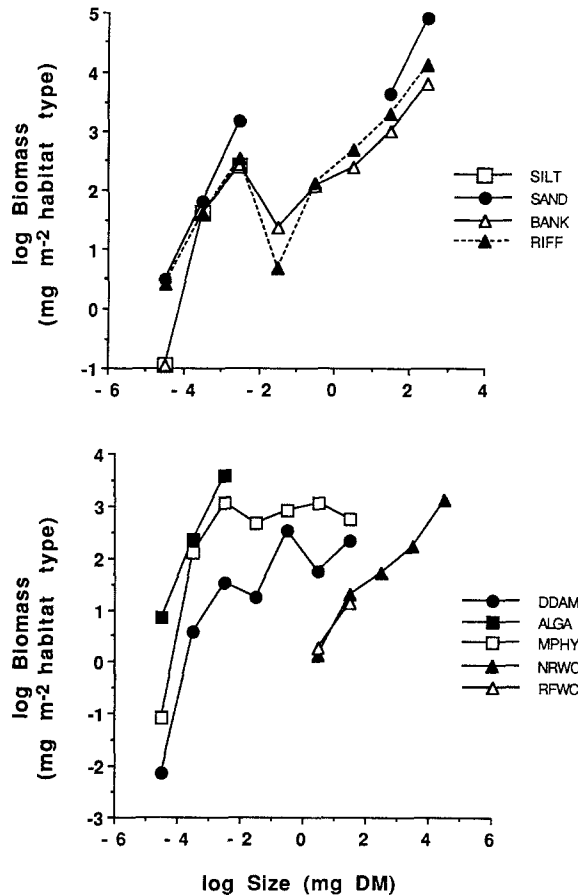 5
4
3
2
1
0
-1
log Biomass
(mg m-2 habitat type)
- 6
- 4
- 2
0
2
4
SILT
SAND
BANK
RIFF
4
3
2
1
0
-1
-2
-3
log Biomass
(mg m-2 habitat type)
- 6
- 4
- 2
0
2
4
6
log Size (mg DM)
DDAM
ALGA
MPHY
NRWC
RFWC